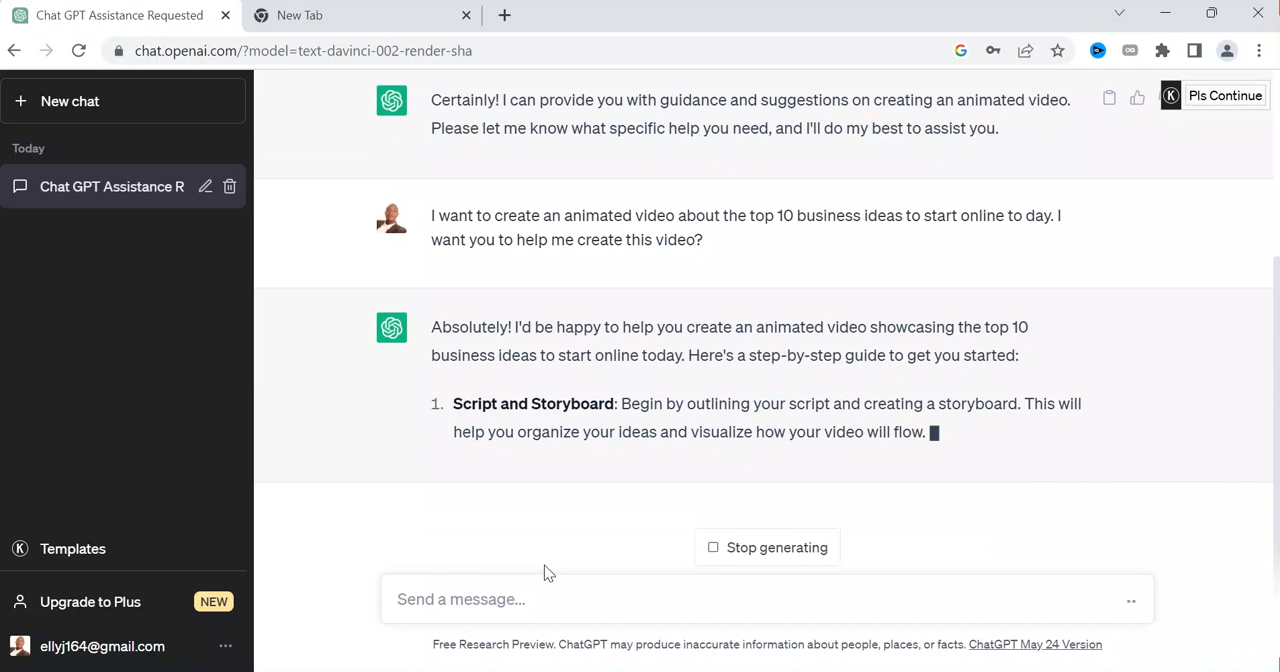 Chat GPT Assistance Requested
New Tab
chat.openai.com/?model=text-davinci-002-render-sha
New chat
Today
Chat GPT Assistance R
Templates
Upgrade to Plus NEW
ellyj164@gmail.com
Certainly! I can provide you with guidance and suggestions on creating an animated video.
Please let me know what specific help you need, and I'll do my best to assist you.
K Pls Continue
I want to create an animated video about the top 10 business ideas to start online to day. I
want you to help me create this video?
Absolutely! I'd be happy to help you create an animated video showcasing the top 10
business ideas to start online today. Here's a step-by-step guide to get you started:
1. Script and Storyboard: Begin by outlining your script and creating a storyboard. This will
help you organize your ideas and visualize how your video will flow.
Stop generating
Send a message...
Free Research Preview. ChatGPT may produce inaccurate information about people, places, or facts. ChatGPT May 24 Version